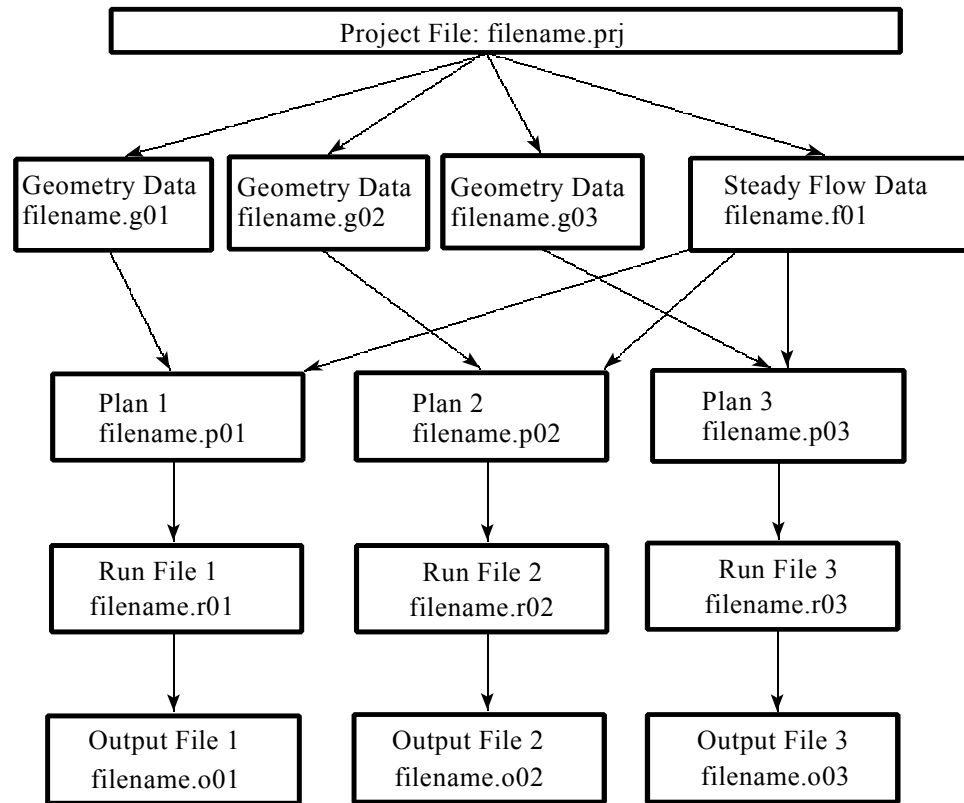 Project File: filename.prj
Geometry Data
filename.g01
Geometry Data
filename.g02
Geometry Data
filename.g03
Steady Flow Data
filename.f01
Plan 1
filename.p01
Plan 2
filename.p02
Plan 3
filename.p03
Run File 1
filename.r01
Run File 2
filename.r02
Run File 3
filename.r03
Output File 1
filename.o01
Output File 2
filename.o02
Output File 3
filename.o03